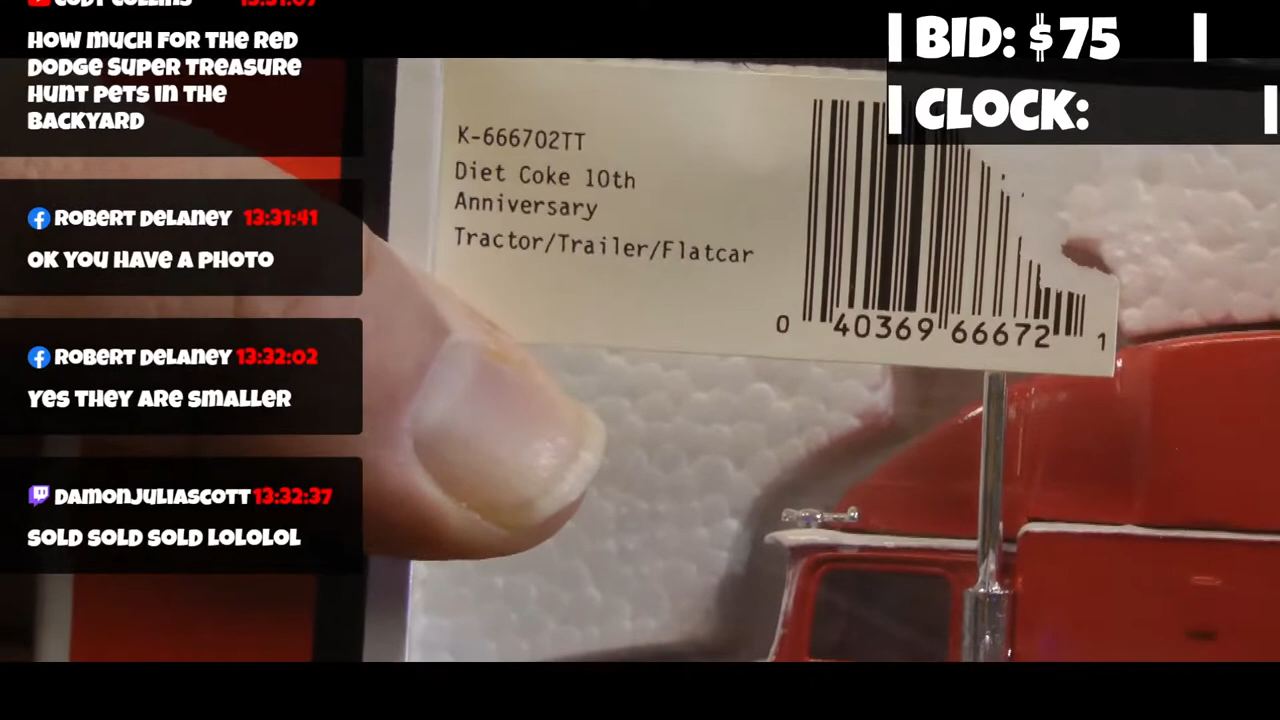 HOW MUCH FOR THE RED
DODGE SUPER TREASURE
HUNT PETS IN THE
BACKYARD
ROBERT DELANEY 13:31:41
OK YOU HAVE A PHOTO
ROBERT DELANEY 13:32:02
YES THEY ARE SMALLER
DAMONJULIASCOTT 13:32:37
SOLD SOLD SOLD LOLOLOL
| BID: $75 |
| CLOCK: |
K-666702TT
Diet Coke 10th
Anniversary
Tractor/Trailer/Flatcar
0 40369 66672 1